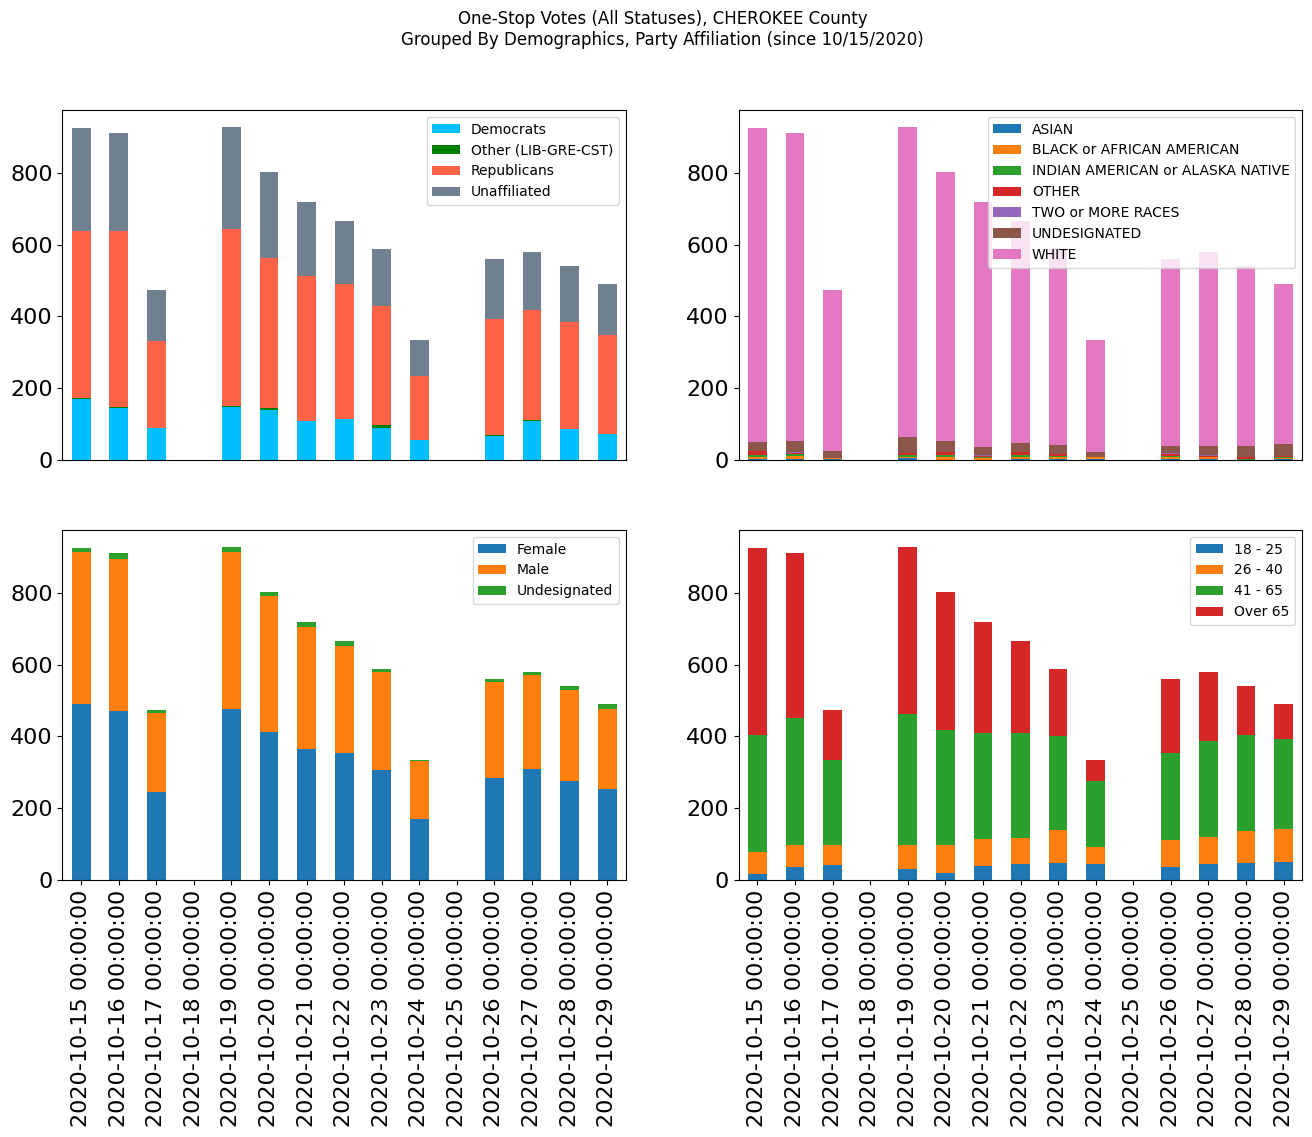 One-Stop Votes (All Statuses), CHEROKEE County
Grouped By Demographics, Party Affiliation (since 10/15/2020)
800
600
400
200
0
Democrats
Other (LIB-GRE-CST)
Republicans
Unaffiliated
800
600
400
200
0
ASIAN
BLACK or AFRICAN AMERICAN
INDIAN AMERICAN or ALASKA NATIVE
OTHER
TWO or MORE RACES
UNDESIGNATED
WHITE
800
600
400
200
0
Female
Male
Undesignated
2020-10-15 00:00:00
2020-10-16 00:00:00
2020-10-17 00:00:00
2020-10-18 00:00:00
2020-10-19 00:00:00
2020-10-20 00:00:00
2020-10-21 00:00:00
2020-10-22 00:00:00
2020-10-23 00:00:00
2020-10-24 00:00:00
2020-10-25 00:00:00
2020-10-26 00:00:00
2020-10-27 00:00:00
2020-10-28 00:00:00
2020-10-29 00:00:00
800
600
400
200
0
18 - 25
26 - 40
41 - 65
Over 65
2020-10-15 00:00:00
2020-10-16 00:00:00
2020-10-17 00:00:00
2020-10-18 00:00:00
2020-10-19 00:00:00
2020-10-20 00:00:00
2020-10-21 00:00:00
2020-10-22 00:00:00
2020-10-23 00:00:00
2020-10-24 00:00:00
2020-10-25 00:00:00
2020-10-26 00:00:00
2020-10-27 00:00:00
2020-10-28 00:00:00
2020-10-29 00:00:00